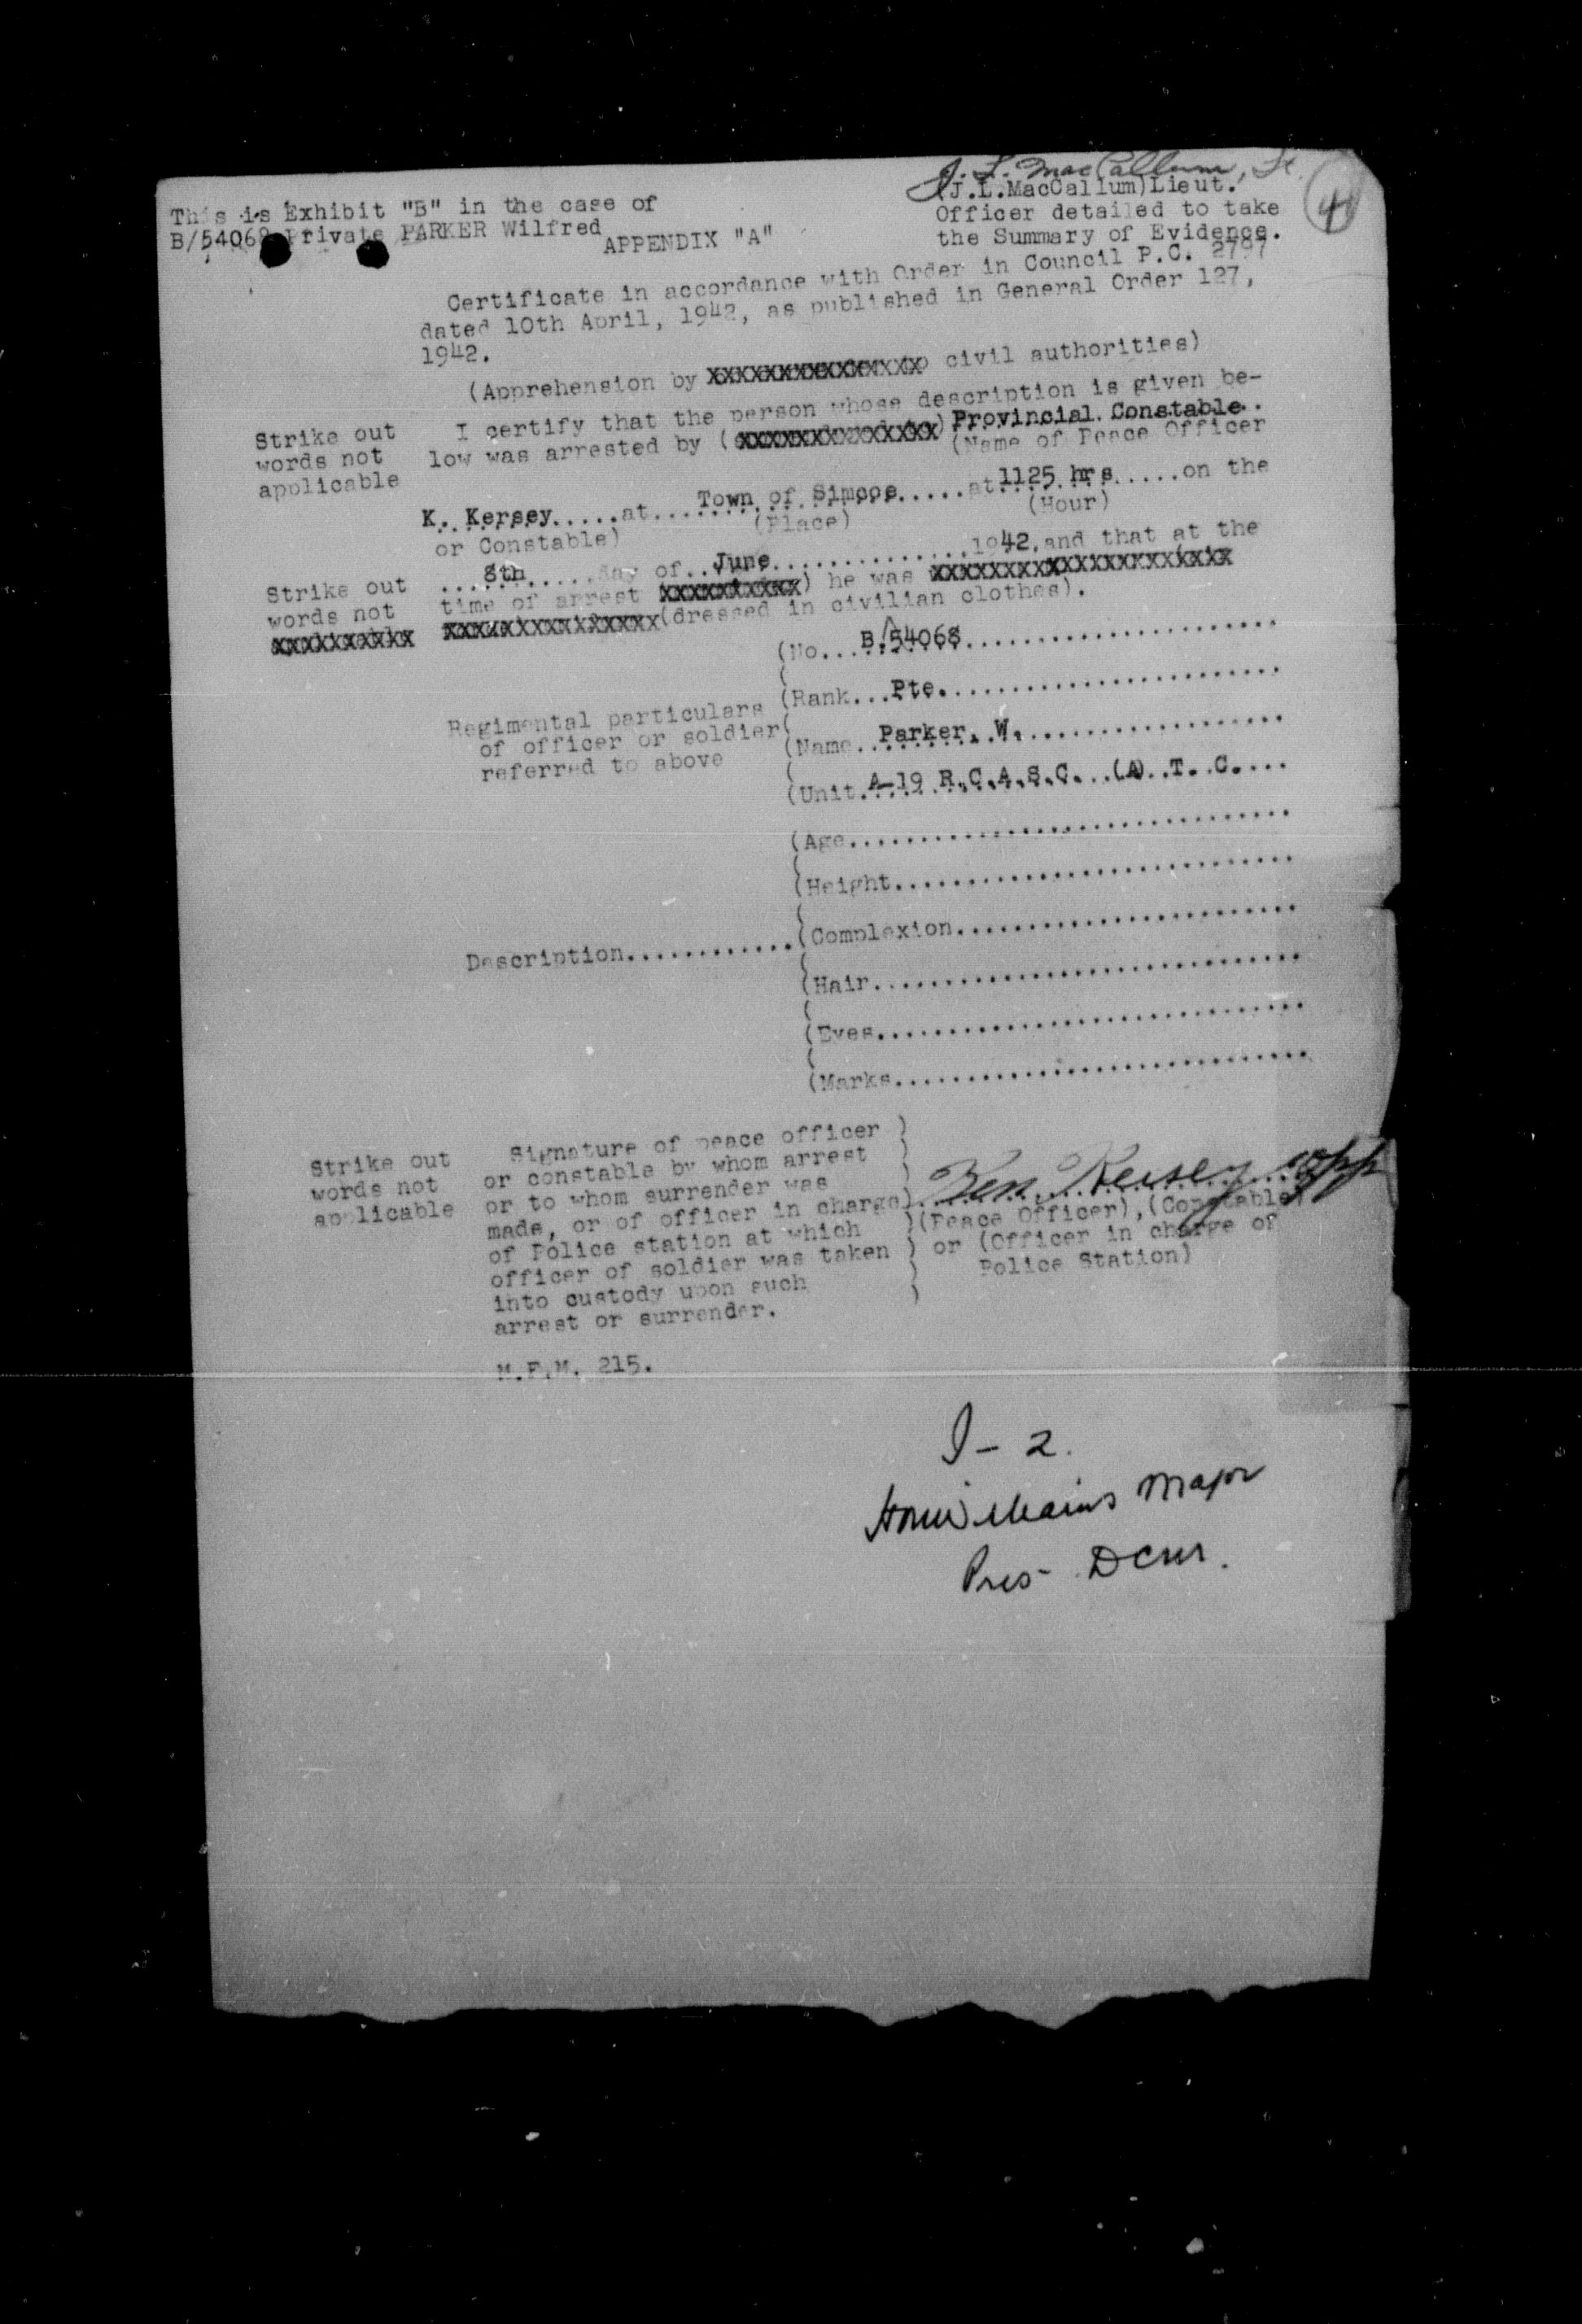 J. L. MacCallum, Lt.
(J.L.MacCallum)Lieut.
Officer detailed to take
the Summary of Evidence.
4
This is Exhibit "B" in the case of
B/54068 Private PARKER Wilfred
APPENDIX "A"
Certificate in accordance with Order in Council P.C. 2797
dated 10th April, 1942, as published in General Order 127,
1942.
(Apprehension by XXXXXXXXXXXXXXX civil authorities)
Strike out
words not
applicable
I certify that the person whose description is given be-
low was arrested by (XXXXXXXXXXXXXX) Provincial Constable..
(Name of Peace Officer
K. Kersey.....at....Town of Simcoe.....at 1125 hrs.....on the
or Constable) (Place) (Hour)
Strike out
words not
XXXXXXXXXX
....8th.....day of..June..............1942.and that at the
time of arrest (XXXXXXXXXX) he was XXXXXXXXXXXXXXXXXXXXX
XXXXXXXXXXXXXXX(dressed in civilian clothes).
Regimental particulars
of officer or soldier
referred to above
(No...B/54068......................
(Rank...Pte........................
(Name..Parker, W...................
(Unit.A-19 R.C.A.S.C. (A) T. C.....
Description............
(Age...............................
(Height............................
(Complexion........................
(Hair..............................
(Eyes..............................
(Marks.............................
Strike out
words not
applicable
Signature of peace officer )
or constable by whom arrest )
or to whom surrender was )
made, or of officer in charge)
of Police station at which )
officer of soldier was taken )
into custody upon such )
arrest or surrender. )
Ken Kersey
(Peace Officer),(Constable)
or (Officer in charge of
Police Station)
M.F.M. 215.
J - 2.
Williams Major
Pres - DCM.